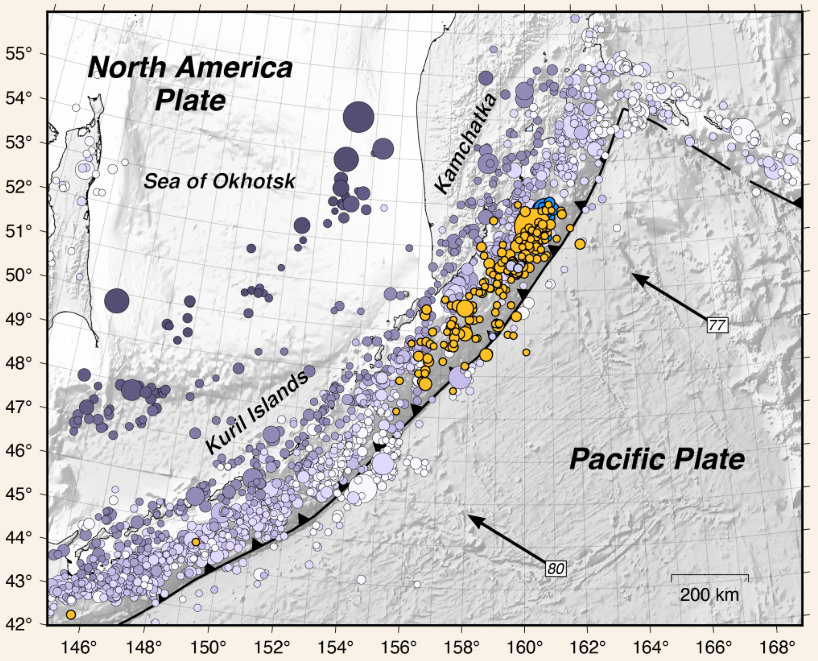 North America
Plate
Sea of Okhotsk
Kamchatka
Kuril Islands
Pacific Plate
77
80
200 km
55°
54°
53°
52°
51°
50°
49°
48°
47°
46°
45°
44°
43°
42°
146° 148° 150° 152° 154° 156° 158° 160° 162° 164° 166° 168°